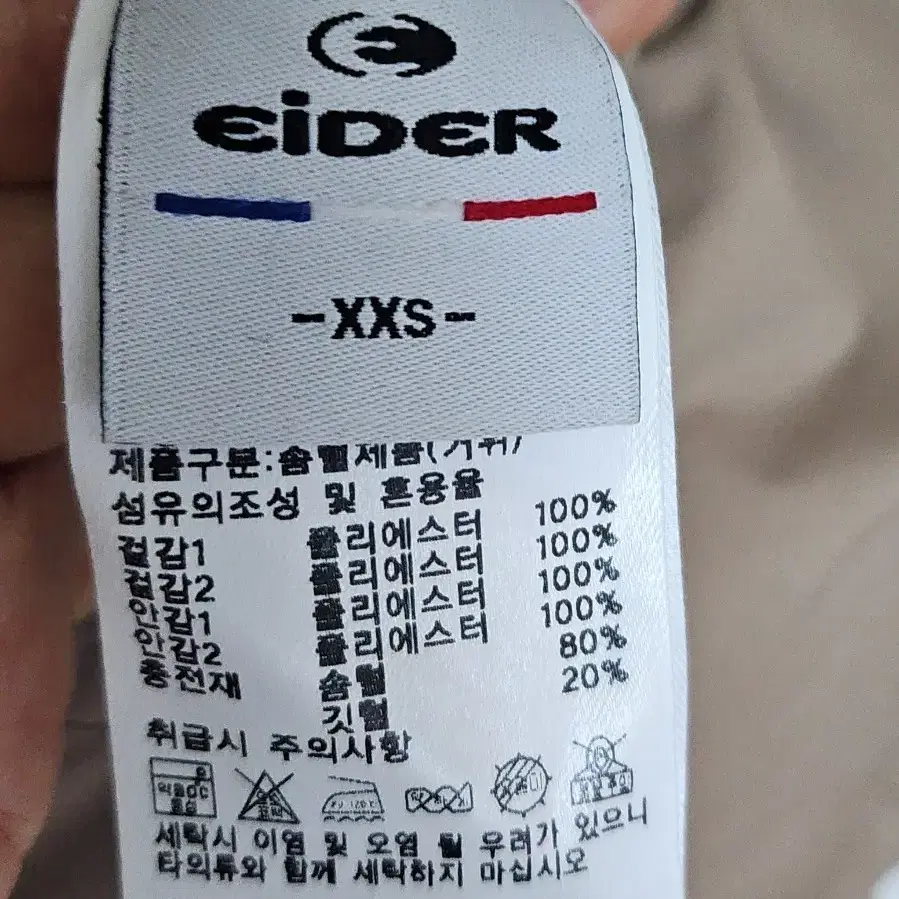 EiDER
-XXS-
제품구분:솜털제품(거위)
섬유의조성 및 혼용율
겉감1 폴리에스터 100%
겉감2 폴리에스터 100%
안감1 폴리에스터 100%
안감2 폴리에스터 100%
충전재 솜털 80%
깃털 20%
취급시 주의사항
세탁시 이염 및 오염 될 우려가 있으니
타의류와 함께 세탁하지 마십시오